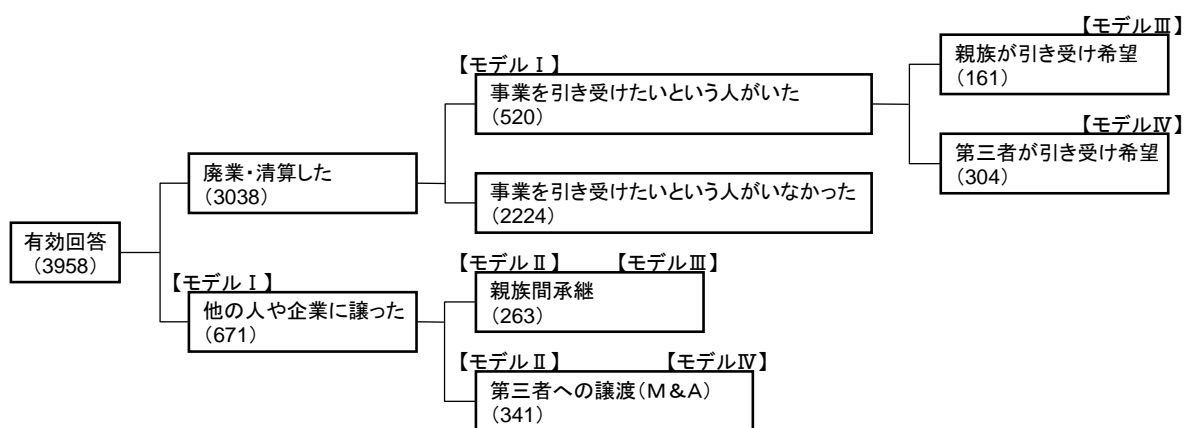 【モデルⅢ】
親族が引き受け希望
（161）
【モデルⅠ】
事業を引き受けたいという人がいた
（520）
【モデルⅣ】
第三者が引き受け希望
（304）
廃業・清算した
（3038）
事業を引き受けたいという人がいなかった
（2224）
有効回答
（3958）
【モデルⅠ】
他の人や企業に譲った
（671）
【モデルⅡ】 【モデルⅢ】
親族間承継
（263）
【モデルⅡ】 【モデルⅣ】
第三者への譲渡（M＆A）
（341）